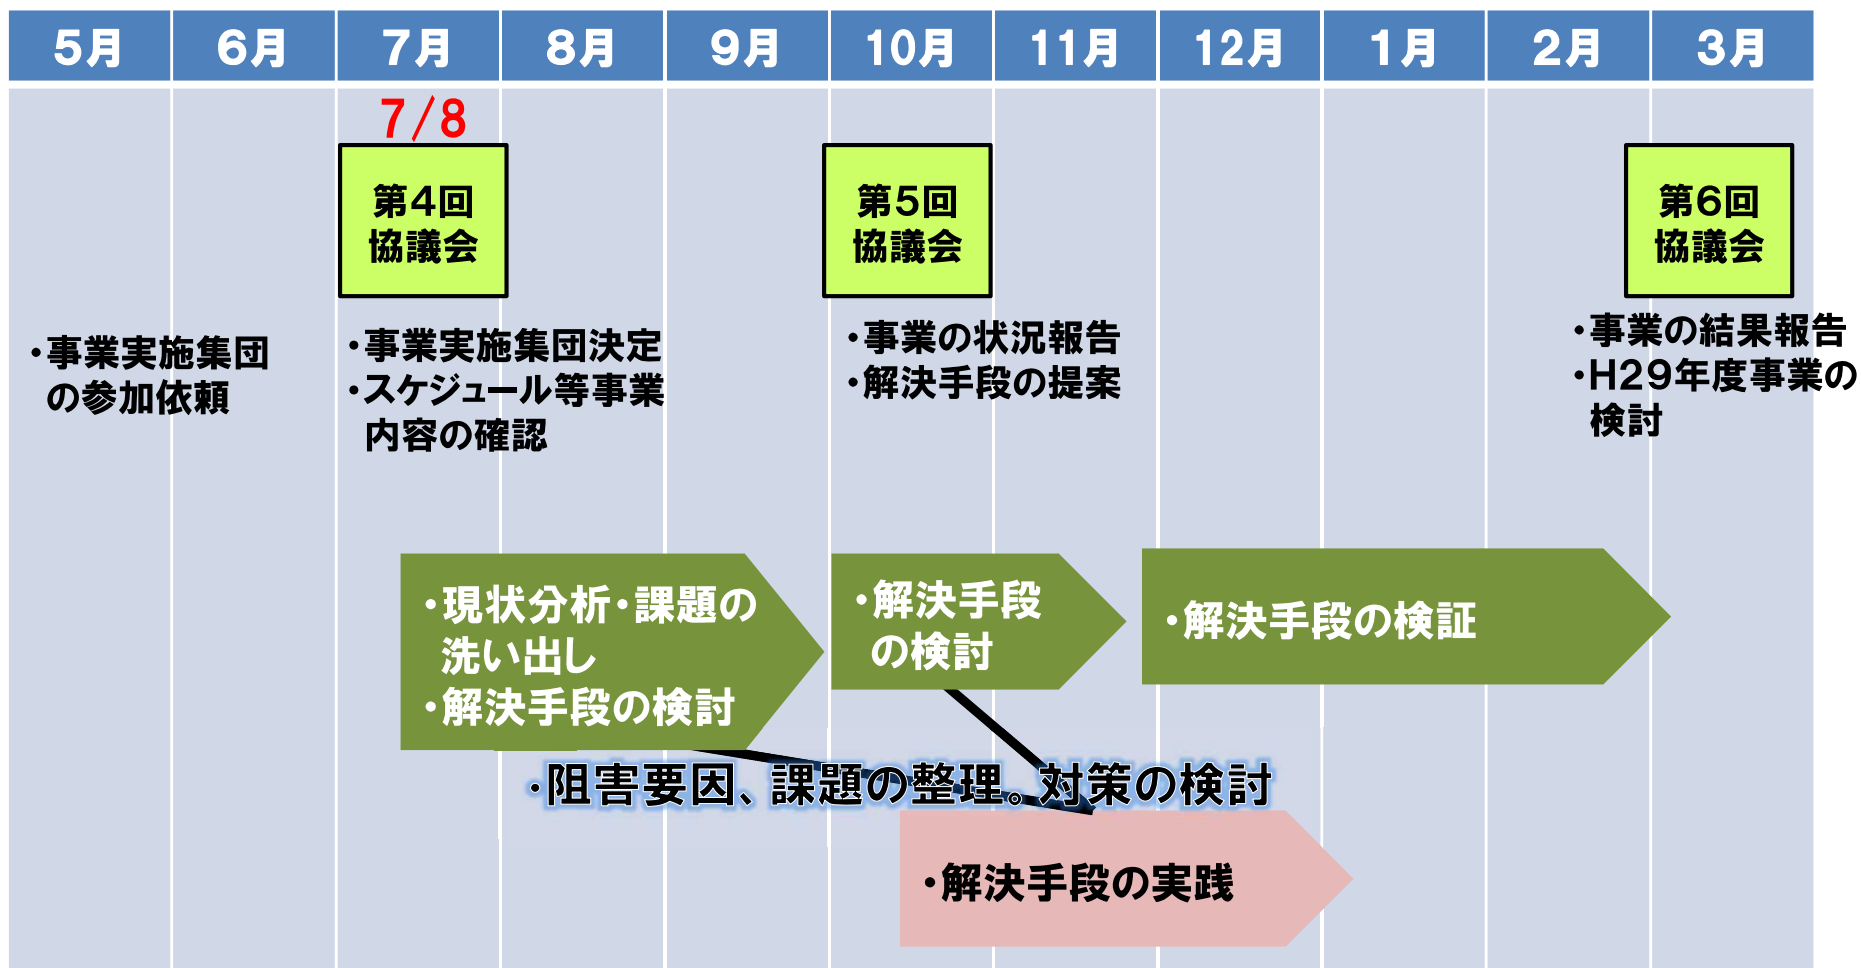 5月 6月 7月 8月 9月 10月 11月 12月 1月 2月 3月
7/8
第4回
協議会
第5回
協議会
第6回
協議会
・事業実施集団
の参加依頼
・事業実施集団決定
・スケジュール等事業
内容の確認
・事業の状況報告
・解決手段の提案
・事業の結果報告
・H29年度事業の
検討
・現状分析・課題の
洗い出し
・解決手段の検討
・解決手段
の検討
・解決手段の検証
・阻害要因、課題の整理。対策の検討
・解決手段の実践